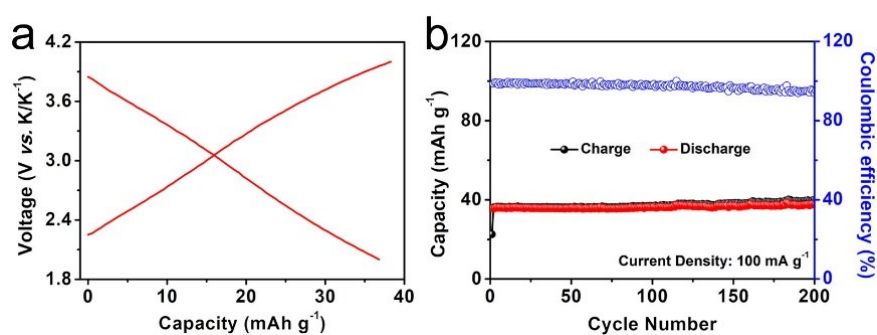 a
4.2
3.6
3.0
2.4
1.8
Voltage (V vs. K/K⁻¹)
0 10 20 30 40
Capacity (mAh g⁻¹)
b
120
80
40
0
Capacity (mAh g⁻¹)
Charge Discharge
Current Density: 100 mA g⁻¹
0 50 100 150 200
Cycle Number
120
80
40
0
Coulombic efficiency (%)